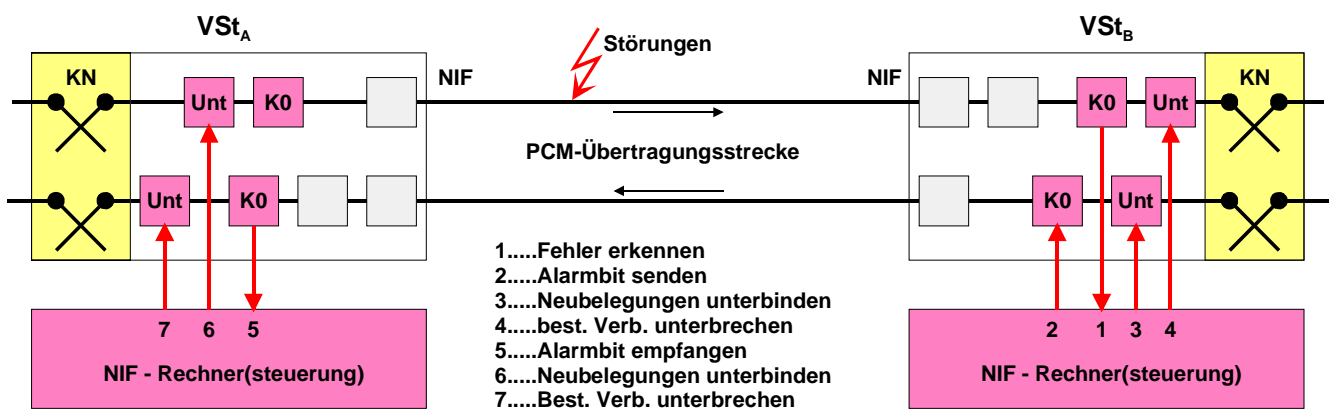 VStA
VStB
Störungen
KN
NIF
NIF
KN
Unt
K0
K0
Unt
PCM-Übertragungsstrecke
Unt
K0
K0
Unt
1.....Fehler erkennen
2.....Alarmbit senden
3.....Neubelegungen unterbinden
4.....best. Verb. unterbrechen
5.....Alarmbit empfangen
6.....Neubelegungen unterbinden
7.....Best. Verb. unterbrechen
7 6 5
2 1 3 4
NIF - Rechner(steuerung)
NIF - Rechner(steuerung)